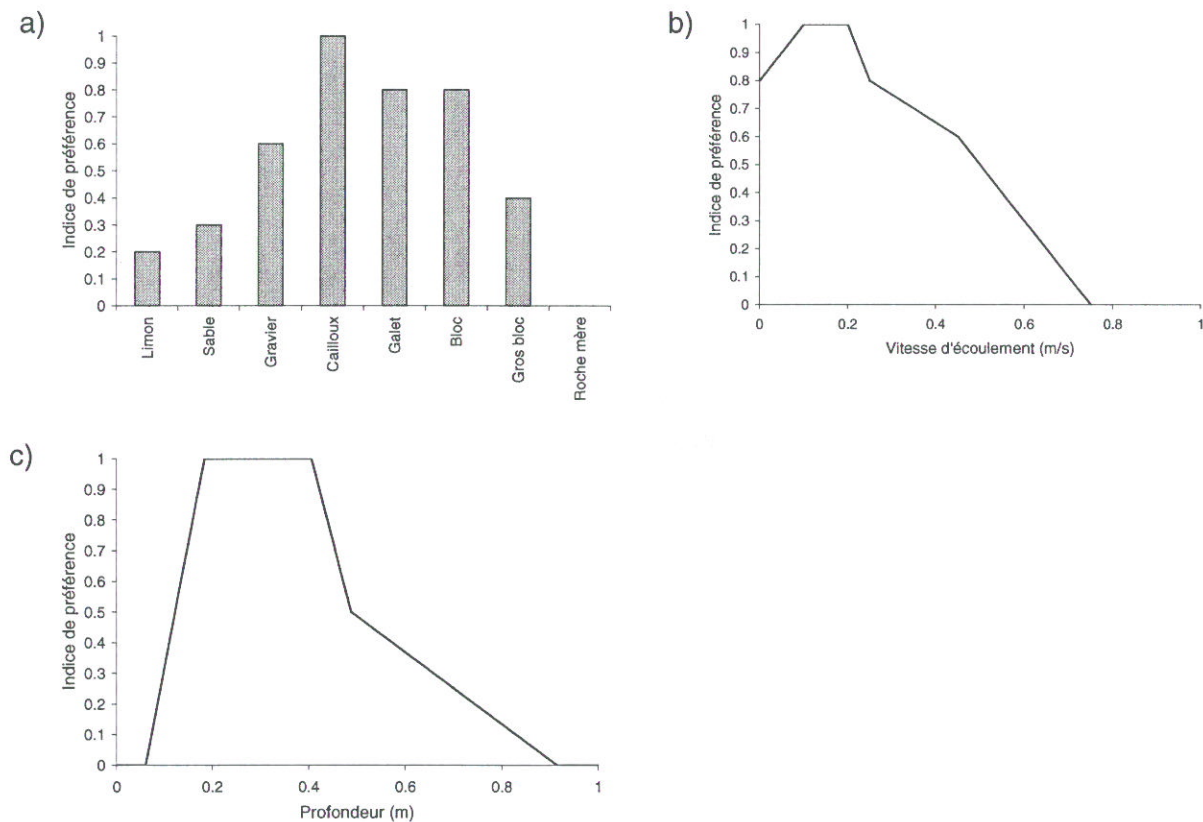 a)
Indice de préférence
1
0.9
0.8
0.7
0.6
0.5
0.4
0.3
0.2
0.1
0
Limon
Sable
Gravier
Cailloux
Galet
Bloc
Gros bloc
Roche mère
b)
Indice de préférence
1
0.9
0.8
0.7
0.6
0.5
0.4
0.3
0.2
0.1
0
0 0.2 0.4 0.6 0.8 1
Vitesse d'écoulement (m/s)
c)
Indice de préférence
1
0.9
0.8
0.7
0.6
0.5
0.4
0.3
0.2
0.1
0
0 0.2 0.4 0.6 0.8 1
Profondeur (m)